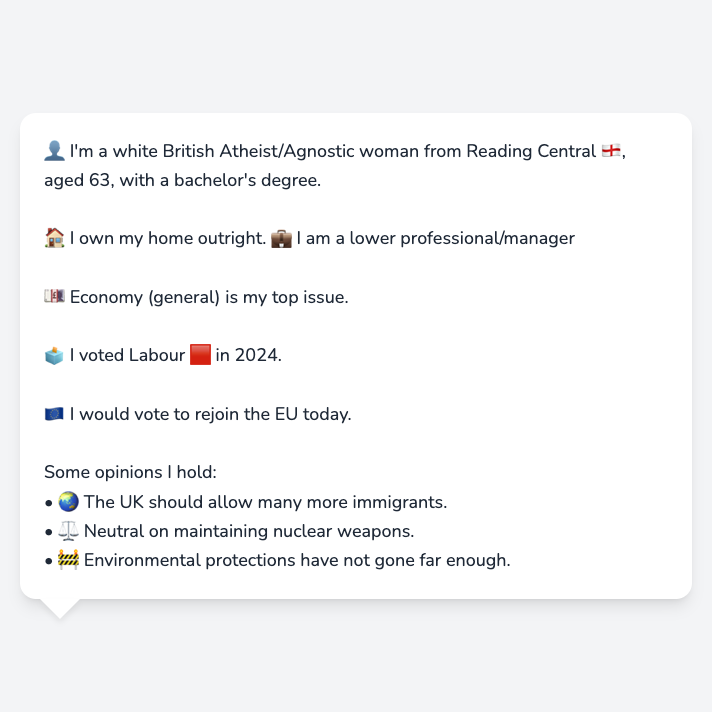 👤 I'm a white British Atheist/Agnostic woman from Reading Central 🏴󠁧󠁢󠁥󠁮󠁧󠁿,
aged 63, with a bachelor's degree.
🏠 I own my home outright. 💼 I am a lower professional/manager
💷 Economy (general) is my top issue.
🗳️ I voted Labour 🟥 in 2024.
🇪🇺 I would vote to rejoin the EU today.
Some opinions I hold:
• 🌏 The UK should allow many more immigrants.
• ⚖️ Neutral on maintaining nuclear weapons.
• 🚧 Environmental protections have not gone far enough.